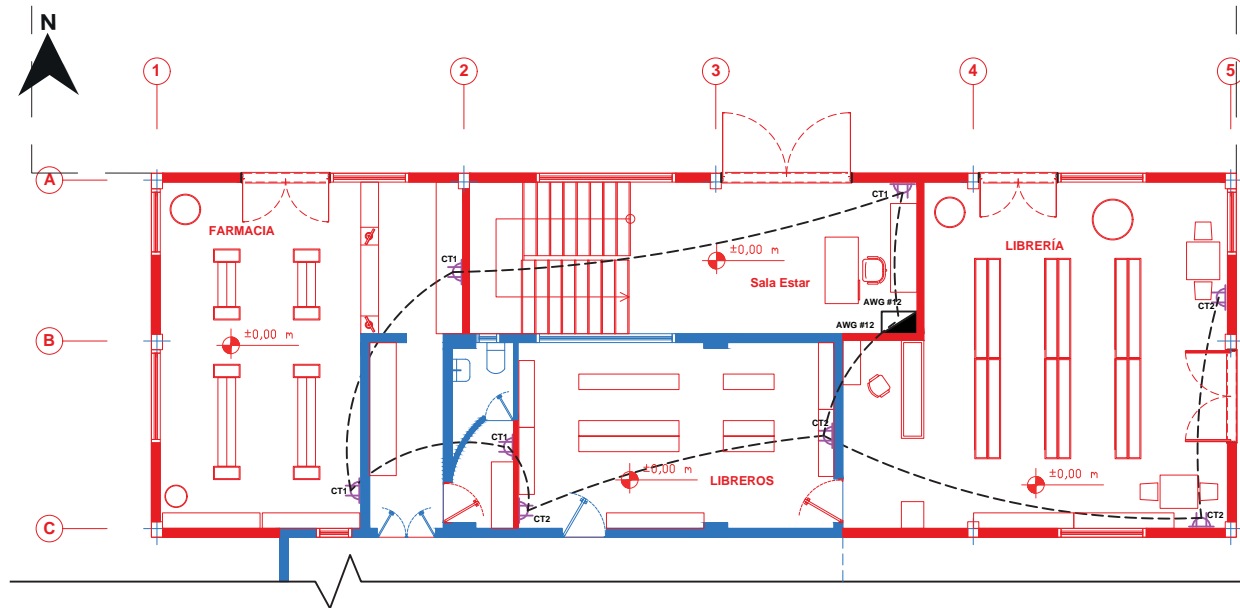 N
1
2
3
4
5
A
CT1
FARMACIA
LIBRERÍA
±0,00 m
CT1
Sala Estar
AWG #12
CT2
AWG #12
±0,00 m
B
CT1
CT2
±0,00 m
±0,00 m
LIBREROS
CT1
CT2
CT2
C